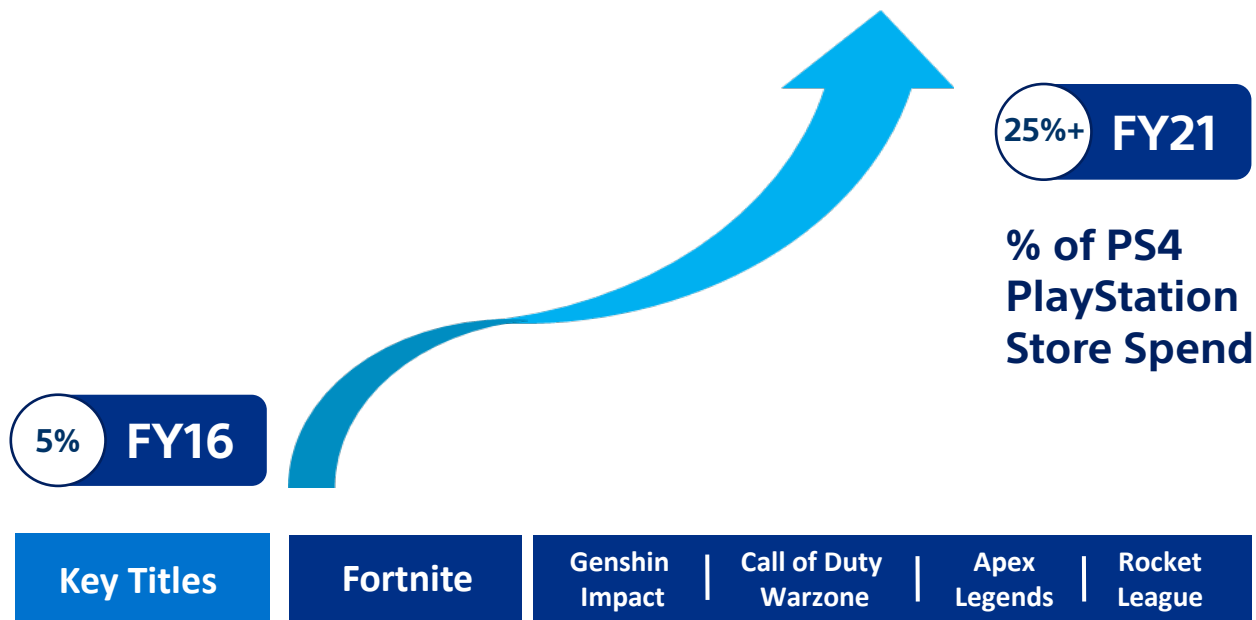 25%+ FY21
% of PS4
PlayStation
Store Spend
5% FY16
Key Titles
Fortnite
Genshin
Impact
Call of Duty
Warzone
Apex
Legends
Rocket
League